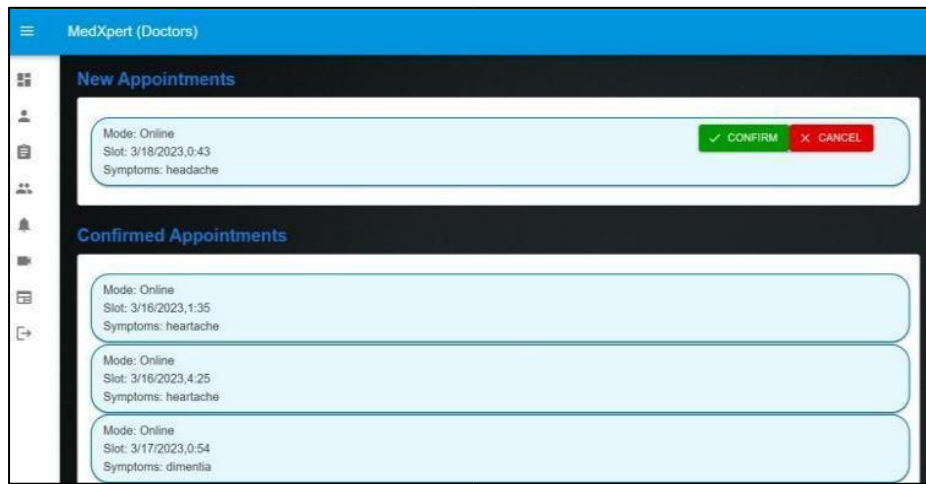 MedXpert (Doctors)
New Appointments
Mode: Online
Slot: 3/18/2023,0:43
Symptoms: headache
CONFIRM
CANCEL
Confirmed Appointments
Mode: Online
Slot: 3/16/2023,1:35
Symptoms: heartache
Mode: Online
Slot: 3/16/2023,4:25
Symptoms: heartache
Mode: Online
Slot: 3/17/2023,0:54
Symptoms: dimentia